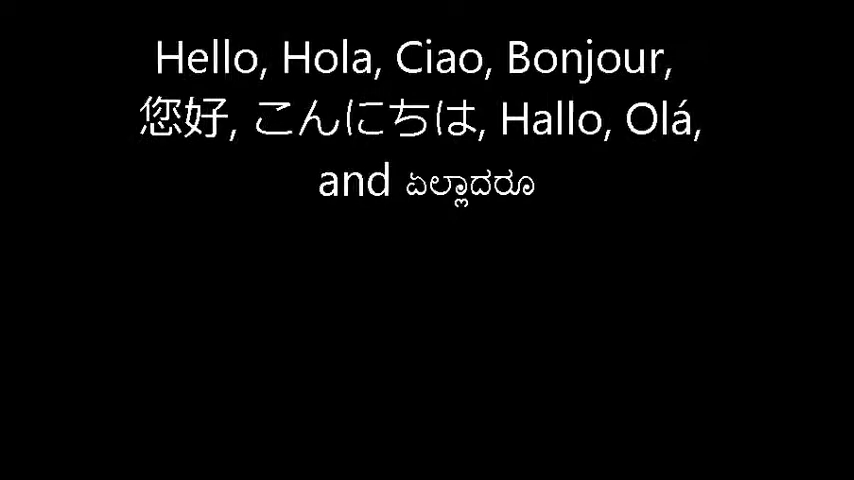 Hello, Hola, Ciao, Bonjour,
您好, こんにちは, Hallo, Olá,
and ಏಲ್ಲಾದರೂ